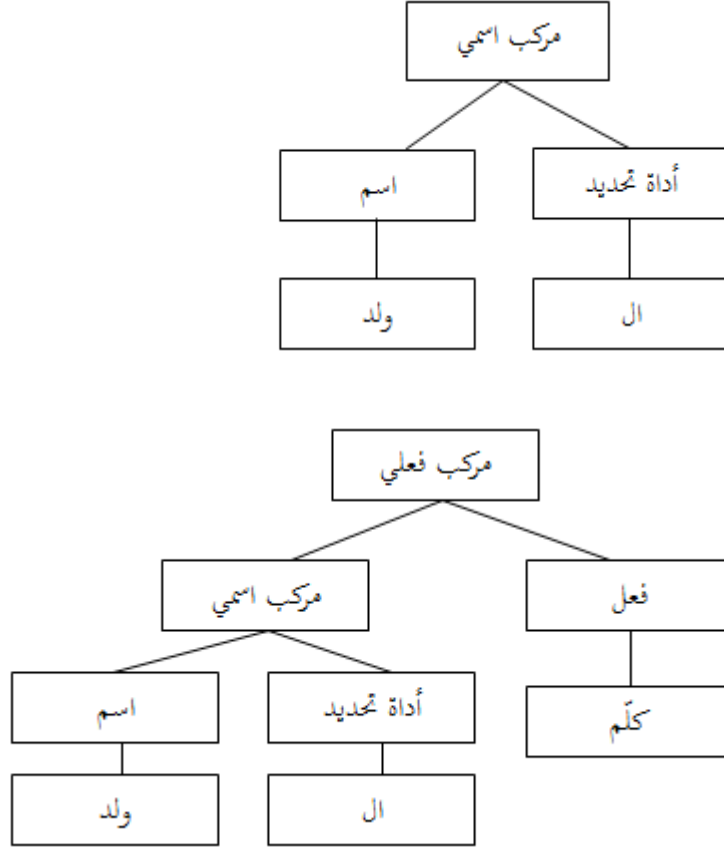 مركب اسمي
أداة تحديد
اسم
ال
ولد
مركب فعلي
فعل
مركب اسمي
كلّم
أداة تحديد
اسم
ال
ولد